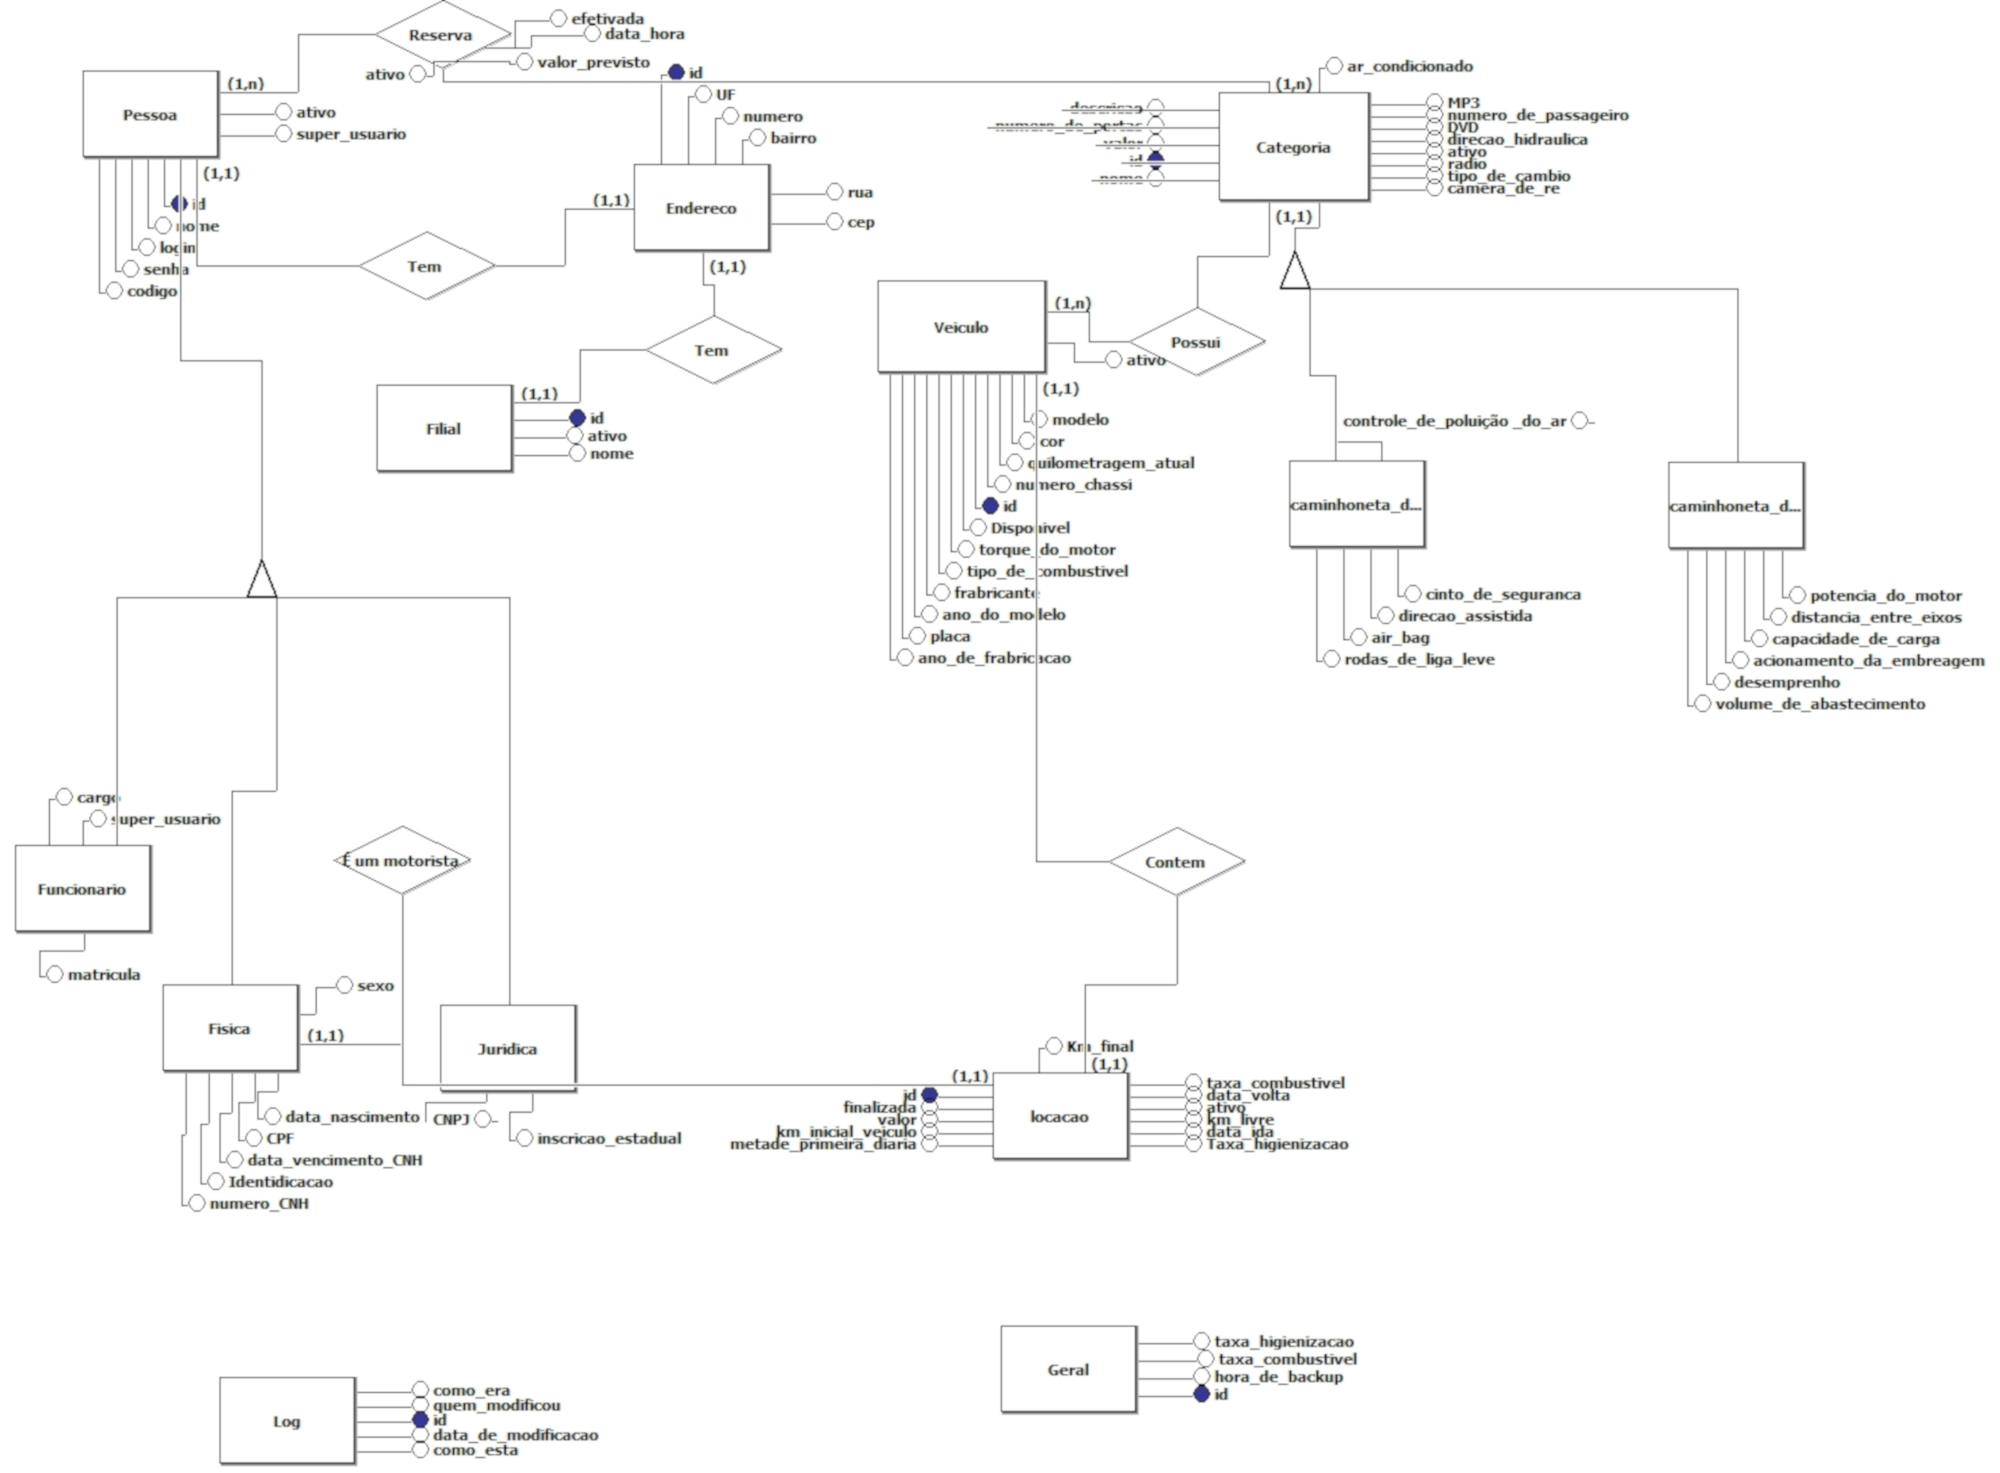 Reserva
efetivada
data_hora
valor_previsto
ativo
(1,n)
Pessoa
ativo
super_usuario
(1,1)
id
nome
login
senha
codigo
Tem
id
UF
numero
bairro
(1,1)
Endereco
rua
cep
(1,1)
Tem
(1,1)
Filial
id
ativo
nome
(1,n)
ar_condicionado
descricao
numero_de_portas
valor
id
nome
Categoria
MP3
numero_de_passageiro
DVD
direcao_hidraulica
ativo
radio
tipo_de_cambio
camera_de_re
(1,1)
Veiculo
(1,n)
Possui
ativo
(1,1)
modelo
cor
quilometragem_atual
numero_chassi
id
Disponivel
torque_do_motor
tipo_de_combustivel
frabricante
ano_do_modelo
placa
ano_de_frabricacao
controle_de_poluição _do_ar
caminhoneta_d...
cinto_de_seguranca
direcao_assistida
air_bag
rodas_de_liga_leve
caminhoneta_d...
potencia_do_motor
distancia_entre_eixos
capacidade_de_carga
acionamento_da_embreagem
desemprenho
volume_de_abastecimento
cargo
super_usuario
Funcionario
matricula
É um motorista
Contem
Fisica
sexo
(1,1)
data_nascimento
CPF
data_vencimento_CNH
Identidicacao
numero_CNH
Juridica
CNPJ
inscricao_estadual
Km_final
(1,1)
(1,1)
id
finalizada
valor
km_inicial_veiculo
metade_primeira_diaria
locacao
taxa_combustivel
data_volta
ativo
km_livre
data_ida
Taxa_higienizacao
Geral
taxa_higienizacao
taxa_combustivel
hora_de_backup
id
Log
como_era
quem_modificou
id
data_de_modificacao
como_esta